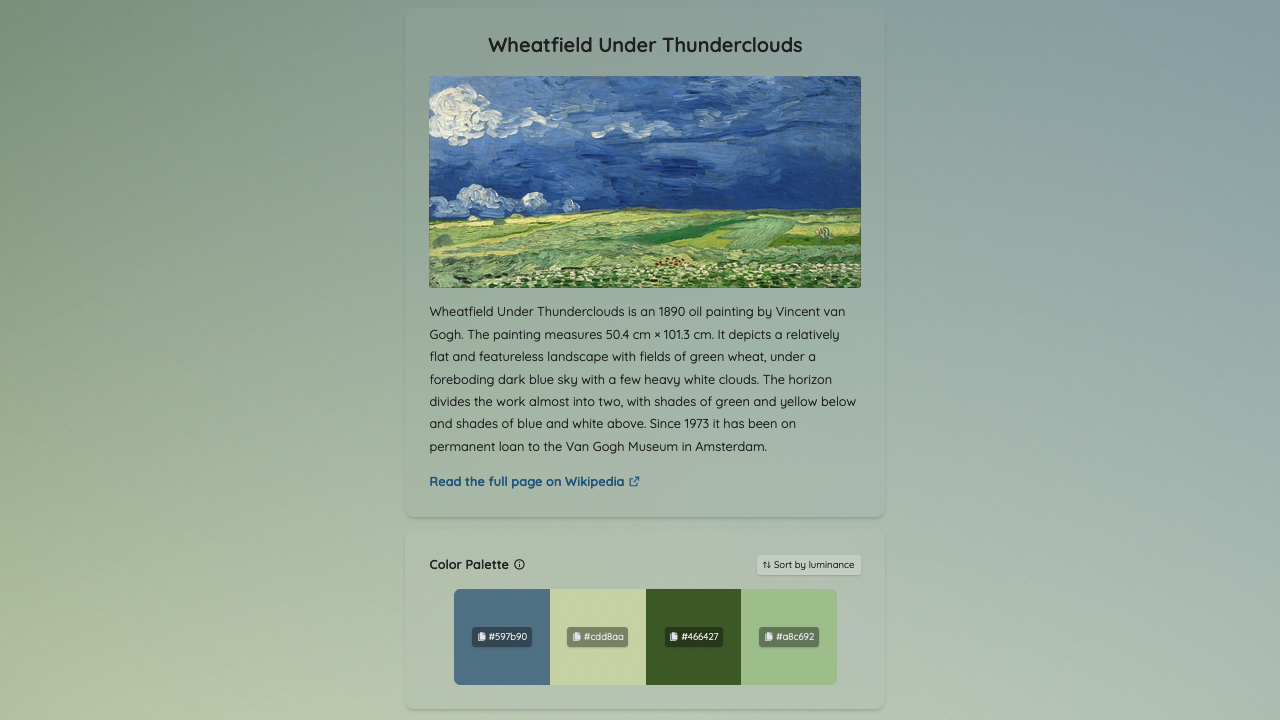 Wheatfield Under Thunderclouds
Wheatfield Under Thunderclouds is an 1890 oil painting by Vincent van
Gogh. The painting measures 50.4 cm × 101.3 cm. It depicts a relatively
flat and featureless landscape with fields of green wheat, under a
foreboding dark blue sky with a few heavy white clouds. The horizon
divides the work almost into two, with shades of green and yellow below
and shades of blue and white above. Since 1973 it has been on
permanent loan to the Van Gogh Museum in Amsterdam.
Read the full page on Wikipedia
Color Palette
Sort by luminance
#597b90
#cdd8aa
#466427
#a8c692